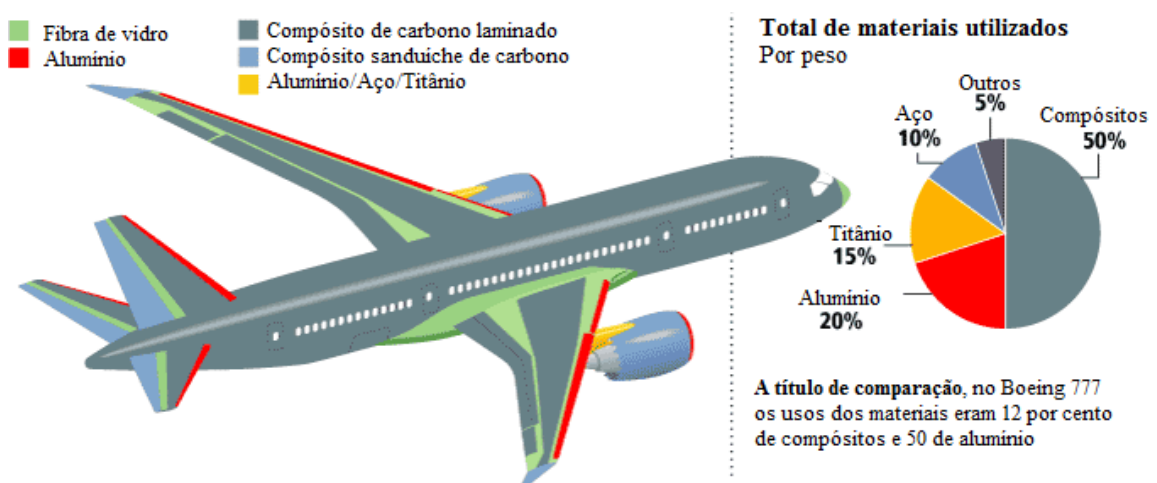 Fibra de vidro
Alumínio
Compósito de carbono laminado
Compósito sanduiche de carbono
Alumínio/Aço/Titânio
Total de materiais utilizados
Por peso
Outros
5%
Aço
10%
Compósitos
50%
Titânio
15%
Alumínio
20%
A título de comparação, no Boeing 777
os usos dos materiais eram 12 por cento
de compósitos e 50 de alumínio